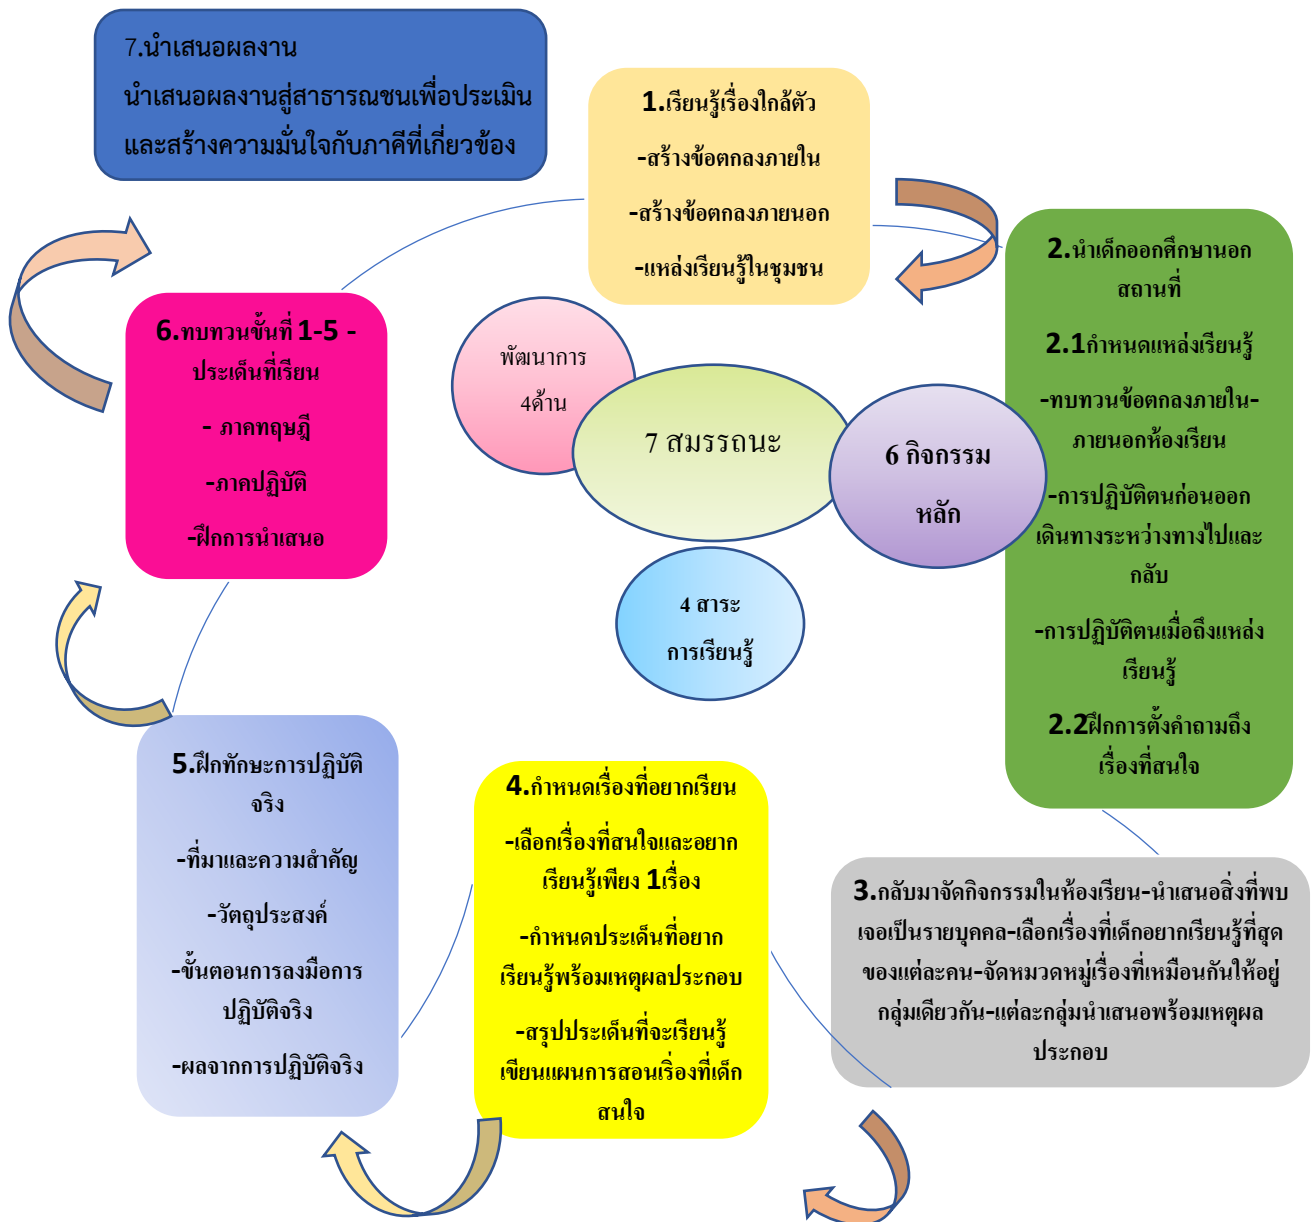 7.นำเสนอผลงาน
นำเสนอผลงานสู่สาธารณชนเพื่อประเมิน
และสร้างความมั่นใจกับภาคีที่เกี่ยวข้อง
1.เรียนรู้เรื่องใกล้ตัว
-สร้างข้อตกลงภายใน
-สร้างข้อตกลงภายนอก
-แหล่งเรียนรู้ในชุมชน
2.นำเด็กออกศึกษานอก
สถานที่
2.1กำหนดแหล่งเรียนรู้
-ทบทวนข้อตกลงภายใน-
ภายนอกห้องเรียน
-การปฏิบัติตนก่อนออก
เดินทางระหว่างทางไปและ
กลับ
-การปฏิบัติตนเมื่อถึงแหล่ง
เรียนรู้
2.2ฝึกการตั้งคำถามถึง
เรื่องที่สนใจ
3.กลับมาจัดกิจกรรมในห้องเรียน-นำเสนอสิ่งที่พบ
เจอเป็นรายบุคคล-เลือกเรื่องที่เด็กอยากเรียนรู้ที่สุด
ของแต่ละคน-จัดหมวดหมู่เรื่องที่เหมือนกันให้อยู่
กลุ่มเดียวกัน-แต่ละกลุ่มนำเสนอพร้อมเหตุผล
ประกอบ
4.กำหนดเรื่องที่อยากเรียน
-เลือกเรื่องที่สนใจและอยาก
เรียนรู้เพียง 1เรื่อง
-กำหนดประเด็นที่อยาก
เรียนรู้พร้อมเหตุผลประกอบ
-สรุปประเด็นที่จะเรียนรู้
เขียนแผนการสอนเริ่องที่เด็ก
สนใจ
5.ฝึกทักษะการปฏิบัติ
จริง
-ที่มาและความสำคัญ
-วัตถุประสงค์
-ขั้นตอนการลงมือการ
ปฏิบัติจริง
-ผลจากการปฏิบัติจริง
6.ทบทวนขั้นที่ 1-5 -
ประเด็นที่เรียน
- ภาคทฤษฎี
-ภาคปฏิบัติ
-ฝึกการนำเสนอ
พัฒนาการ
4ด้าน
7 สมรรถนะ
6 กิจกรรม
หลัก
4 สาระ
การเรียนรู้